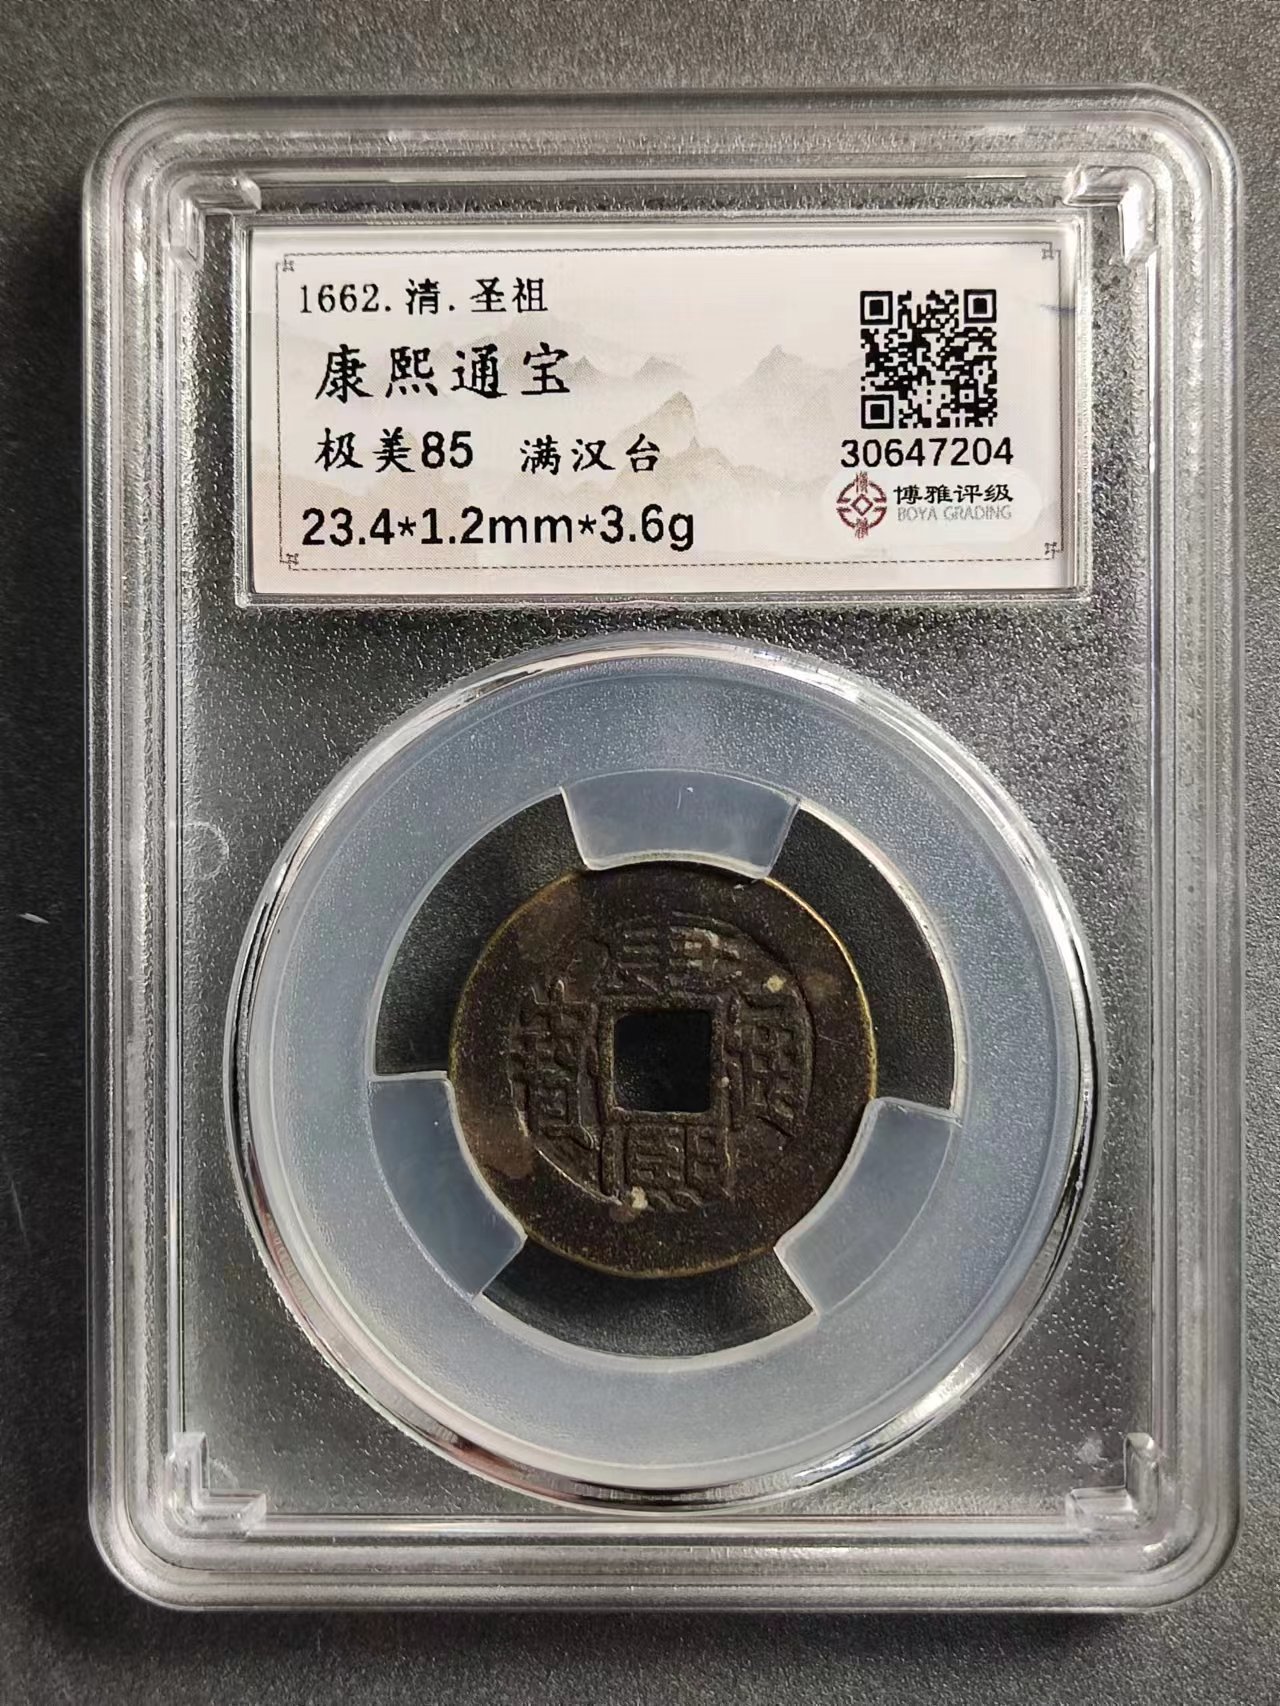 1662.清.圣祖
康熙通宝
极美85 满汉台
23.4*1.2mm*3.6g
30647204
博雅评级
BOYA GRADING